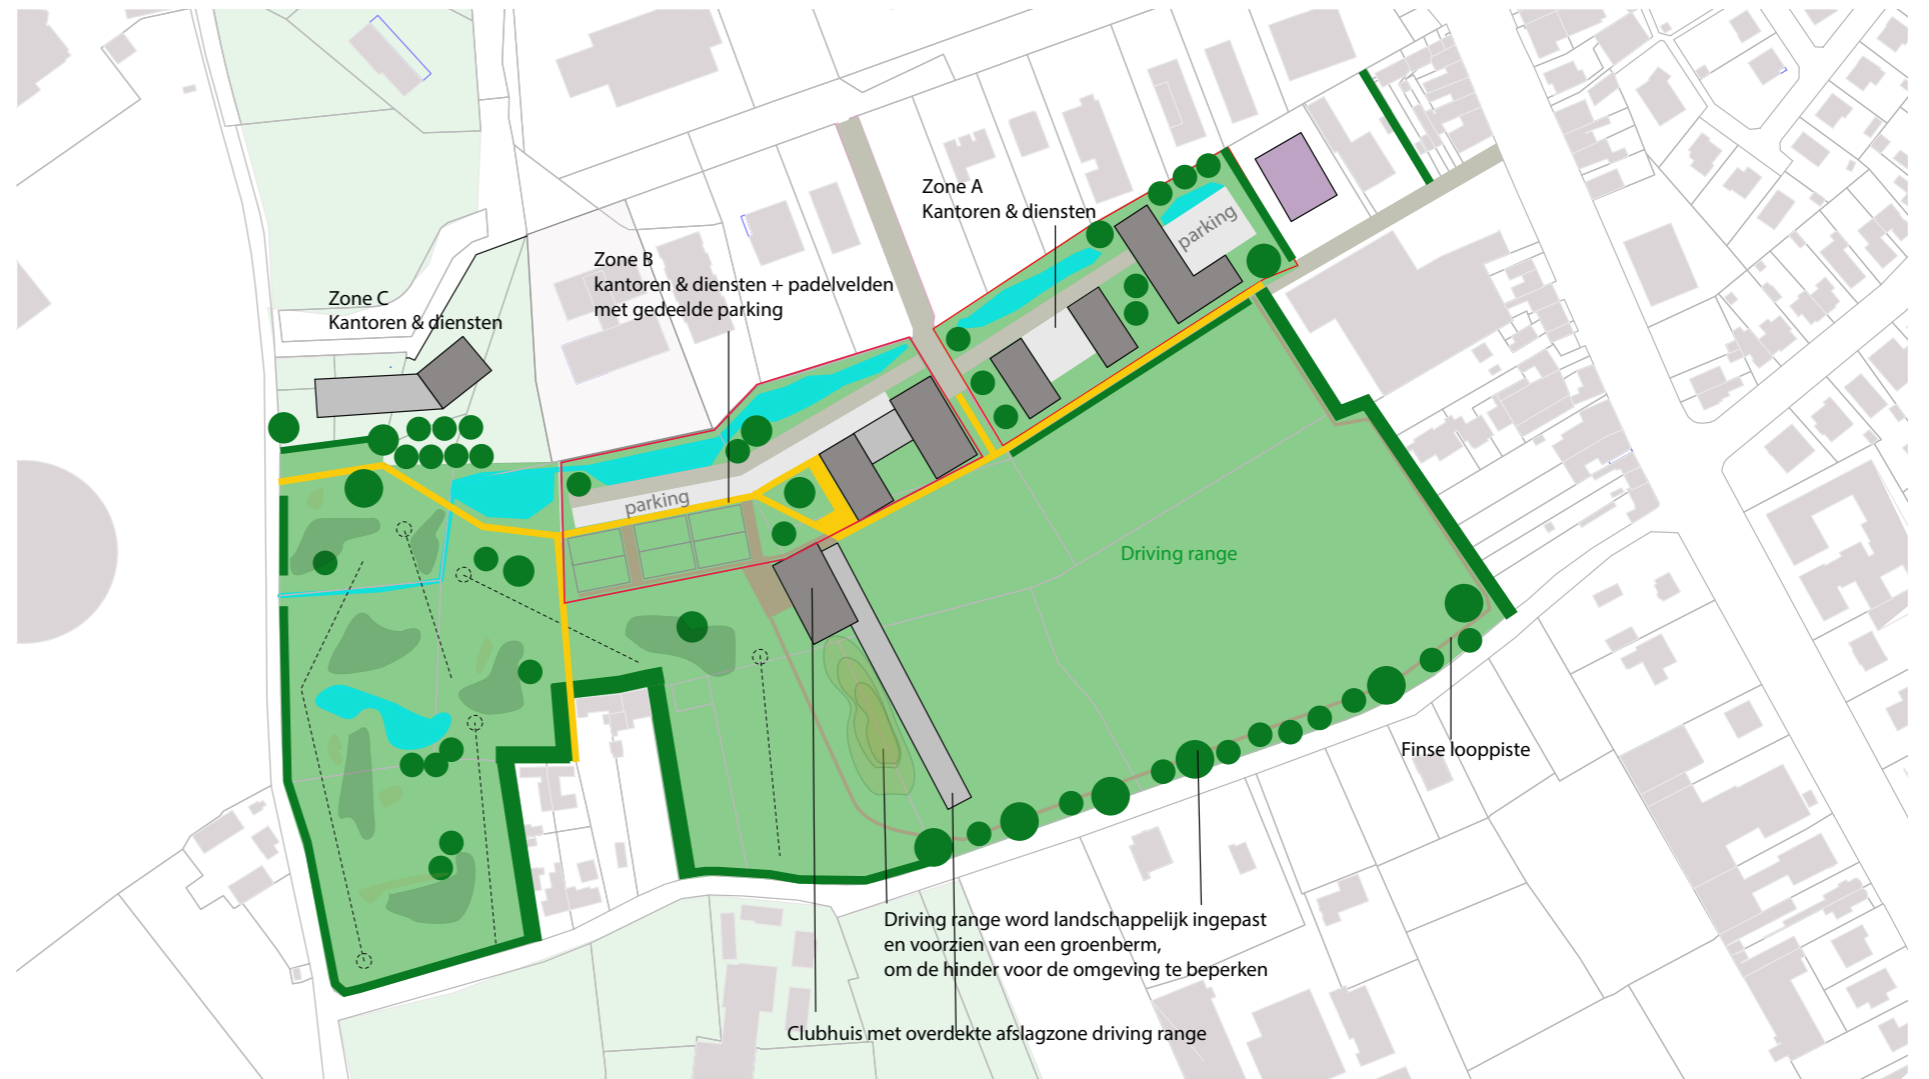 Zone A
Kantoren & diensten
parking
Zone B
kantoren & diensten + padelvelden
met gedeelde parking
Zone C
Kantoren & diensten
parking
Driving range
Finse looppiste
Driving range word landschappelijk ingepast
en voorzien van een groenberm,
om de hinder voor de omgeving te beperken
Clubhuis met overdekte afslagzone driving range